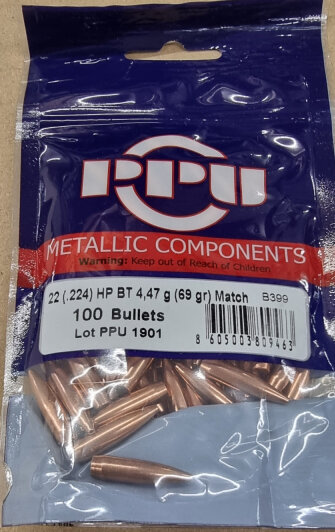 PPU
METALLIC COMPONENTS
Warning: Keep out of Reach of Children
22 (.224) HP BT 4,47 g (69 gr) Match B399
100 Bullets
Lot PPU 1901
8 605003 809463